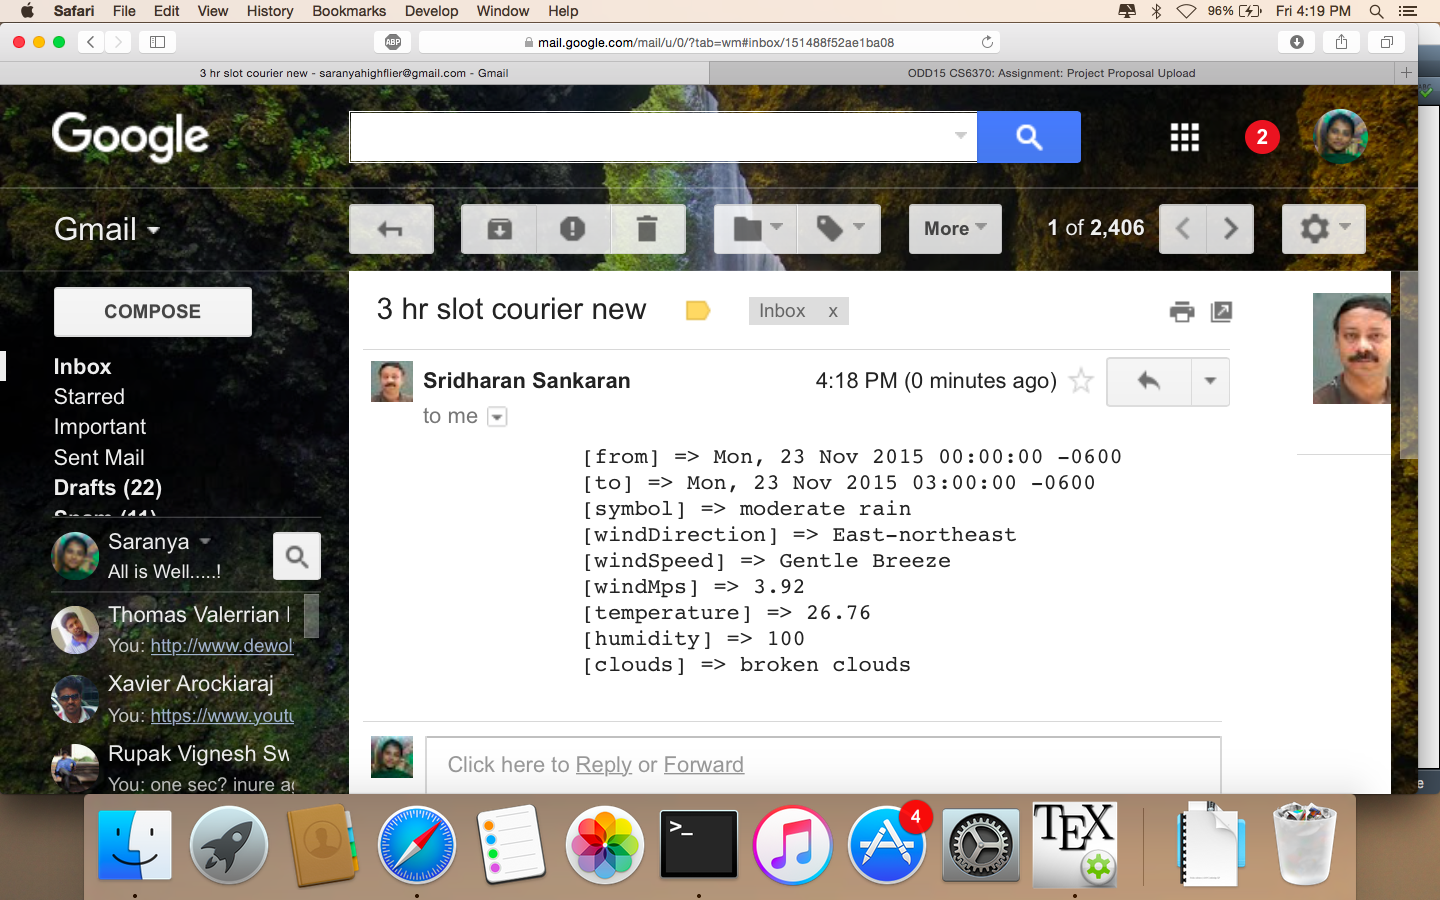 Safari File Edit View History Bookmarks Develop Window Help 96% Fri 4:19 PM
ABP mail.google.com/mail/u/0/?tab=wm#inbox/151488f52ae1ba08
3 hr slot courier new - saranyahighflier@gmail.com - Gmail ODD15 CS6370: Assignment: Project Proposal Upload
Google 2
Gmail More 1 of 2,406
COMPOSE
Inbox
Starred
Important
Sent Mail
Drafts (22)
Spam (11)
Saranya
All is Well.....!
Thomas Valerrian
You: http://www.dewol
Xavier Arockiaraj
You: https://www.youtu
Rupak Vignesh Sw
You: one sec? inure ag
3 hr slot courier new Inbox x
Sridharan Sankaran 4:18 PM (0 minutes ago)
to me
[from] => Mon, 23 Nov 2015 00:00:00 -0600
[to] => Mon, 23 Nov 2015 03:00:00 -0600
[symbol] => moderate rain
[windDirection] => East-northeast
[windSpeed] => Gentle Breeze
[windMps] => 3.92
[temperature] => 26.76
[humidity] => 100
[clouds] => broken clouds
Click here to Reply or Forward
>_
4
TEX